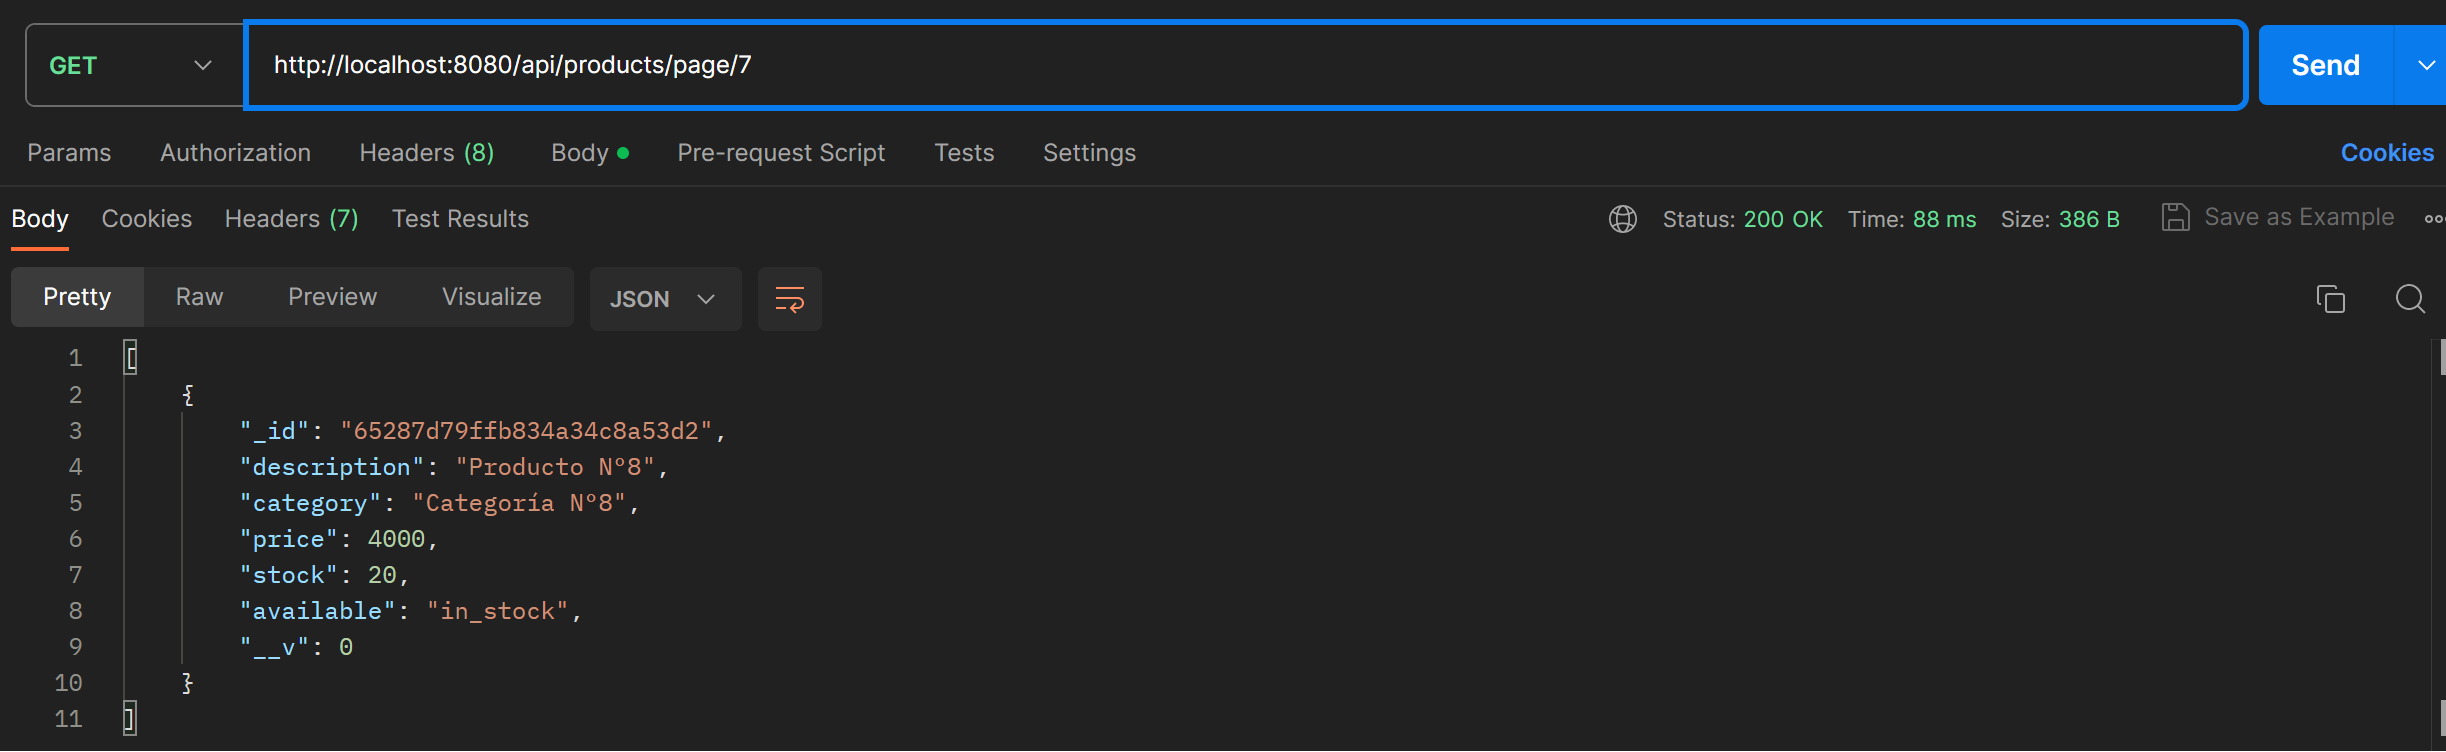 GET http://localhost:8080/api/products/page/7 Send
Params Authorization Headers (8) Body Pre-request Script Tests Settings Cookies
Body Cookies Headers (7) Test Results Status: 200 OK Time: 88 ms Size: 386 B Save as Example
Pretty Raw Preview Visualize JSON
1 [
2 {
3 "_id": "65287d79ffb834a34c8a53d2",
4 "description": "Producto N°8",
5 "category": "Categoría N°8",
6 "price": 4000,
7 "stock": 20,
8 "available": "in_stock",
9 "__v": 0
10 }
11 ]